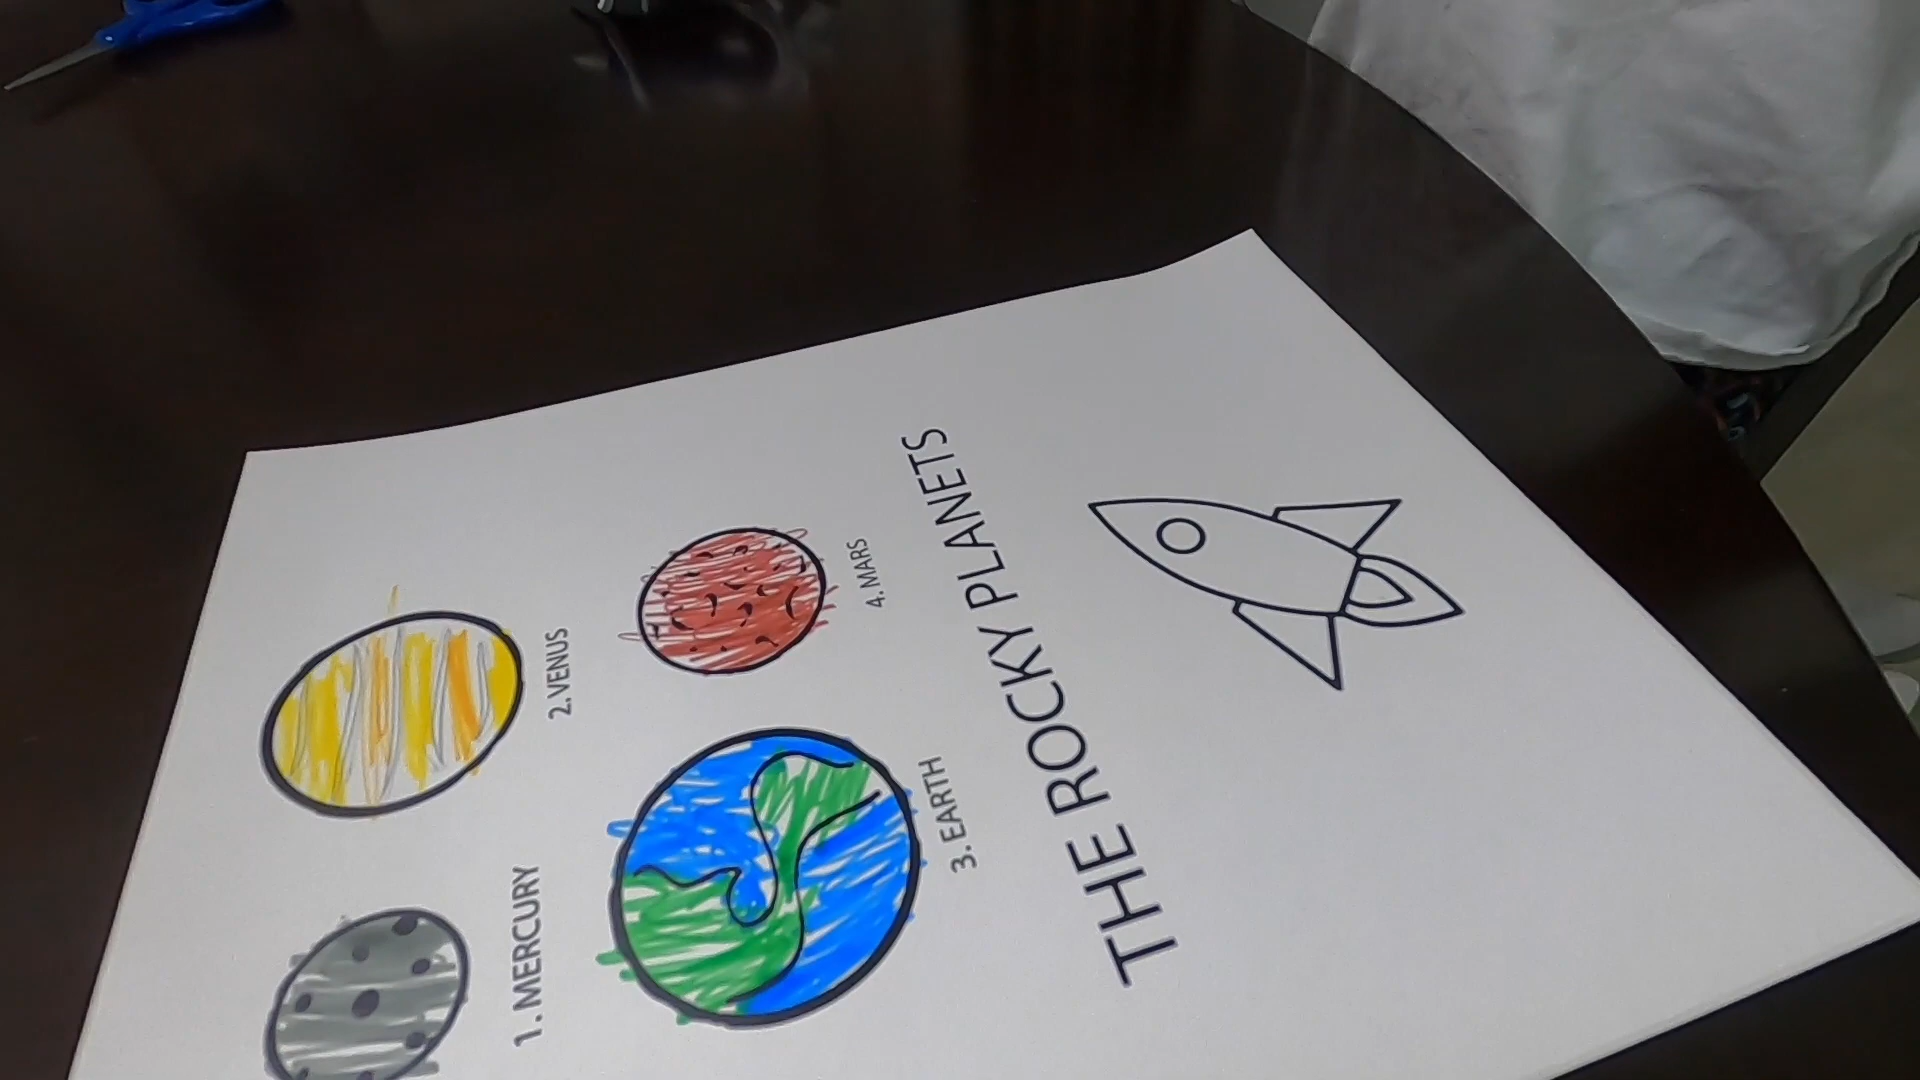 1. MERCURY
2. VENUS
3. EARTH
4. MARS
THE ROCKY PLANETS